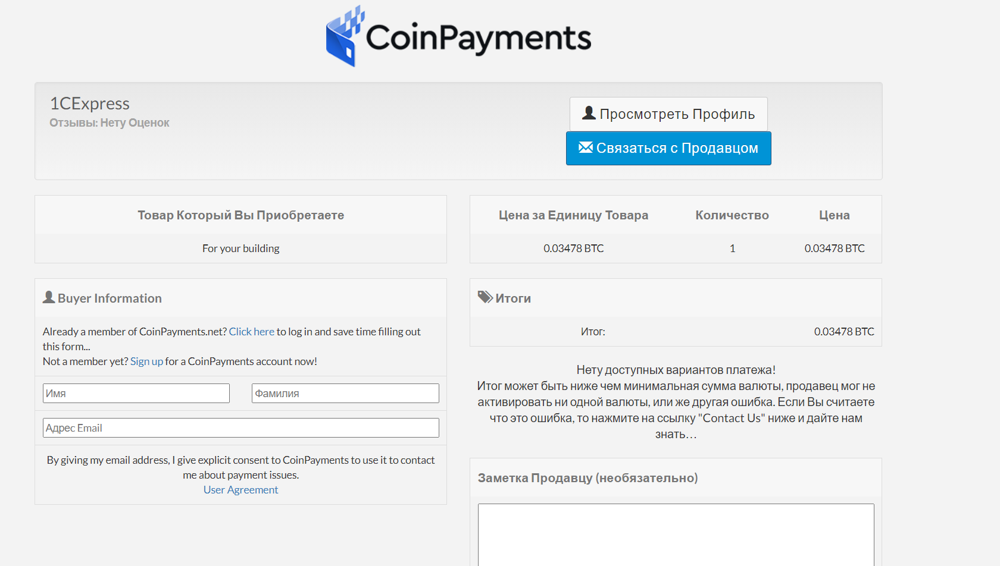 CoinPayments
1CExpress
Отзывы: Нету Оценок
Просмотреть Профиль
Связаться с Продавцом
Товар Который Вы Приобретаете
For your building
Цена за Единицу Товара Количество Цена
0.03478 BTC 1 0.03478 BTC
Buyer Information
Already a member of CoinPayments.net? Click here to log in and save time filling out
this form...
Not a member yet? Sign up for a CoinPayments account now!
Имя Фамилия
Адрес Email
By giving my email address, I give explicit consent to CoinPayments to use it to contact
me about payment issues.
User Agreement
Итоги
Итог: 0.03478 BTC
Нету доступных вариантов платежа!
Итог может быть ниже чем минимальная сумма валюты, продавец мог не
активировать ни одной валюты, или же другая ошибка. Если Вы считаете
что это ошибка, то нажмите на ссылку "Contact Us" ниже и дайте нам
знать…
Заметка Продавцу (необязательно)